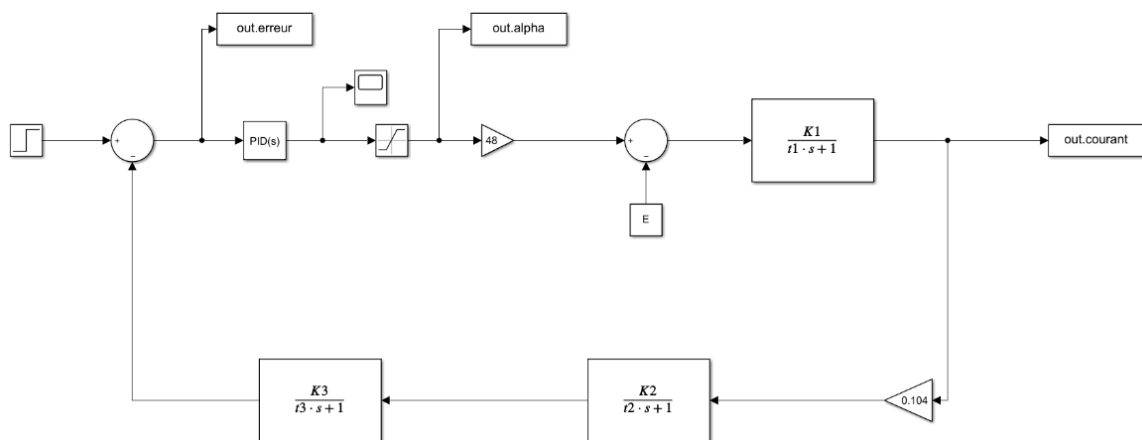 out.erreur
out.alpha
+
−
PID(s)
48
+
−
K1
t1 · s + 1
out.courant
E
K3
t3 · s + 1
K2
t2 · s + 1
0.104